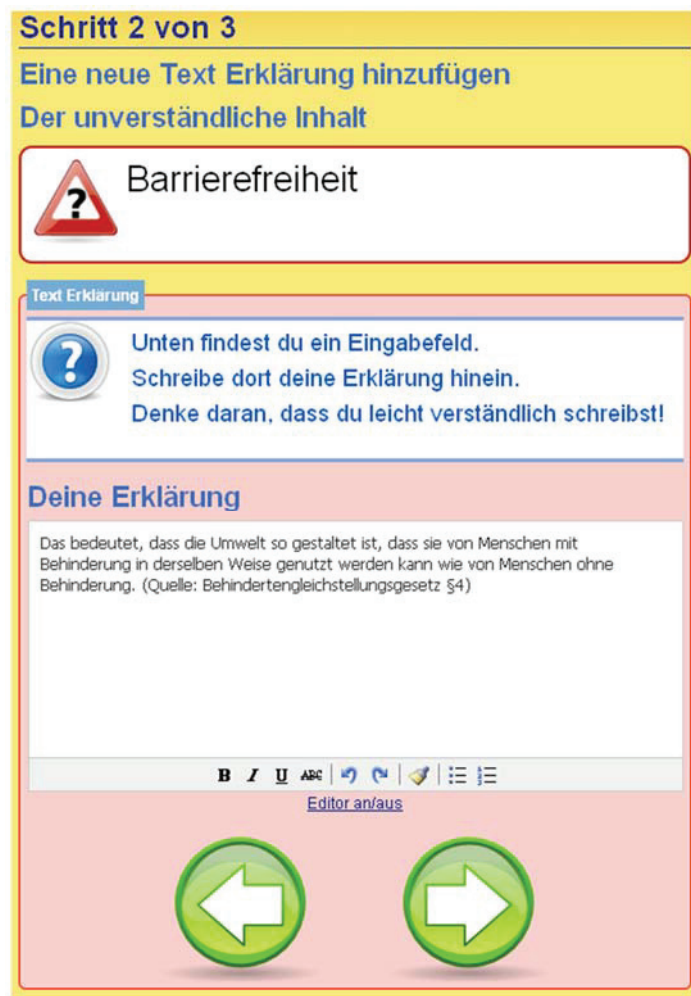 Schritt 2 von 3
Eine neue Text Erklärung hinzufügen
Der unverständliche Inhalt
?
Barrierefreiheit
Text Erklärung
?
Unten findest du ein Eingabefeld.
Schreibe dort deine Erklärung hinein.
Denke daran, dass du leicht verständlich schreibst!
Deine Erklärung
Das bedeutet, dass die Umwelt so gestaltet ist, dass sie von Menschen mit
Behinderung in derselben Weise genutzt werden kann wie von Menschen ohne
Behinderung. (Quelle: Behindertengleichstellungsgesetz §4)
B I U ABC
Editor an/aus